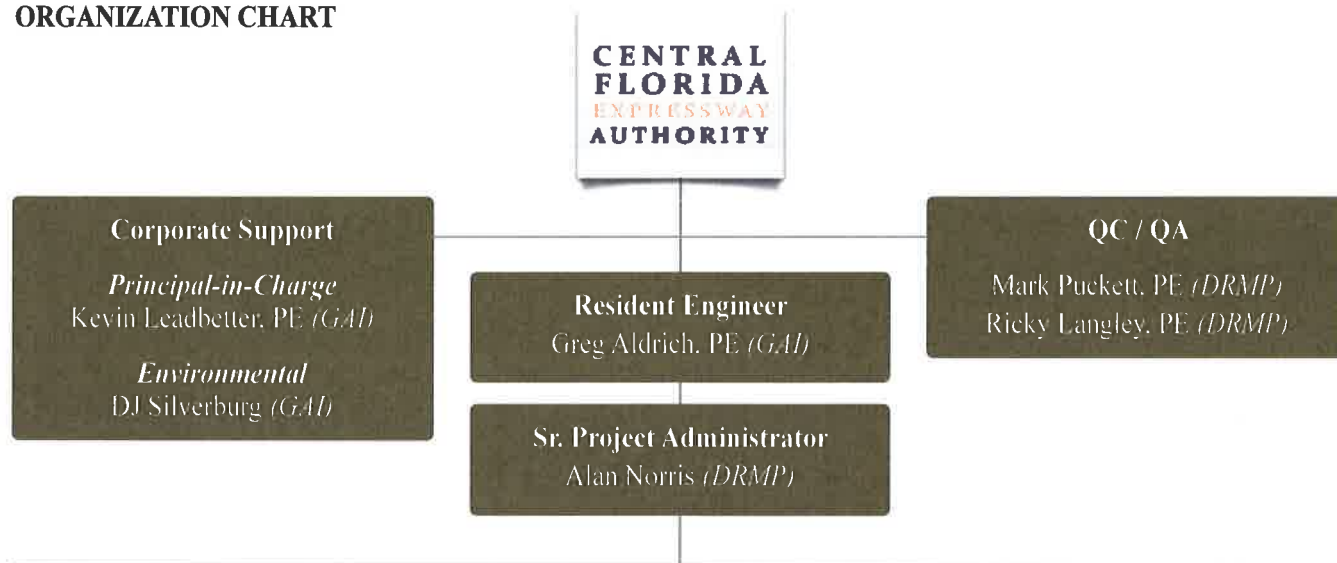 ORGANIZATION CHART
CENTRAL
FLORIDA
EXPRESSWAY
AUTHORITY
Corporate Support
Principal-in-Charge
Kevin Leadbetter, PE (GAI)
Environmental
DJ Silverburg (GAI)
Resident Engineer
Greg Aldrich, PE (GAI)
Sr. Project Administrator
Alan Norris (DRMP)
QC / QA
Mark Puckett, PE (DRMP)
Ricky Langley, PE (DRMP)